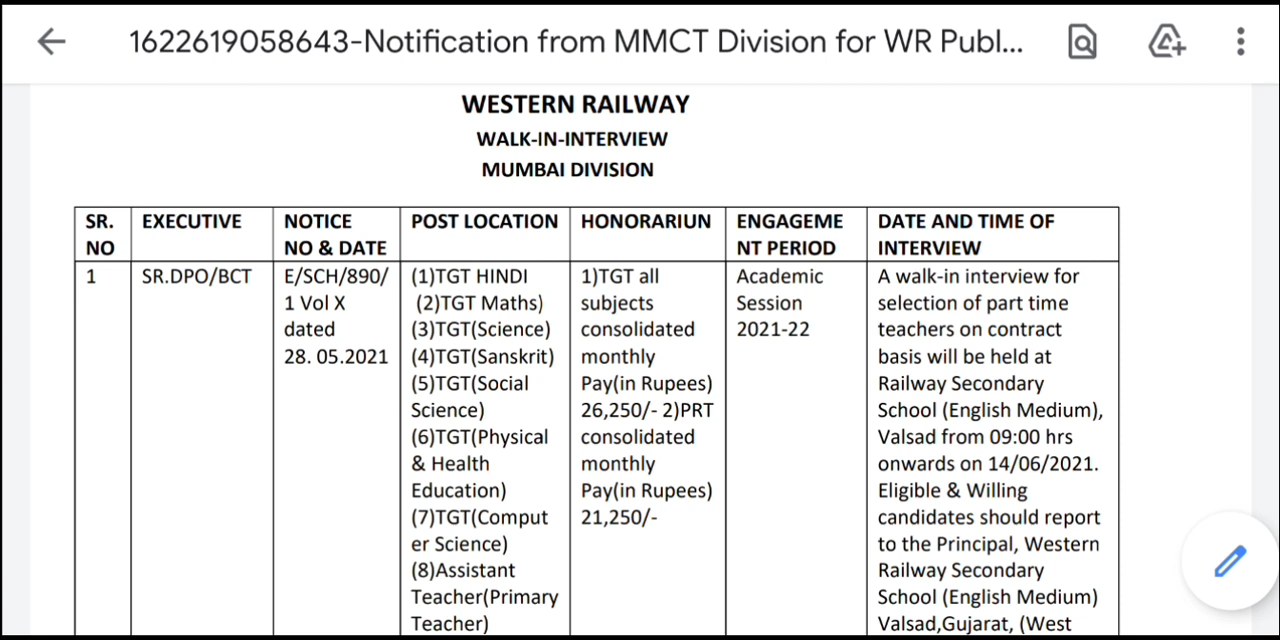 1622619058643-Notification from MMCT Division for WR Publ...
WESTERN RAILWAY
WALK-IN-INTERVIEW
MUMBAI DIVISION
SR.
NO
EXECUTIVE
NOTICE
NO & DATE
POST LOCATION
HONORARIUN
ENGAGEME
NT PERIOD
DATE AND TIME OF
INTERVIEW
1
SR.DPO/BCT
E/SCH/890/
1 Vol X
dated
28. 05.2021
(1)TGT HINDI
(2)TGT Maths)
(3)TGT(Science)
(4)TGT(Sanskrit)
(5)TGT(Social
Science)
(6)TGT(Physical
& Health
Education)
(7)TGT(Comput
er Science)
(8)Assistant
Teacher(Primary
Teacher)
1)TGT all
subjects
consolidated
monthly
Pay(in Rupees)
26,250/- 2)PRT
consolidated
monthly
Pay(in Rupees)
21,250/-
Academic
Session
2021-22
A walk-in interview for
selection of part time
teachers on contract
basis will be held at
Railway Secondary
School (English Medium),
Valsad from 09:00 hrs
onwards on 14/06/2021.
Eligible & Willing
candidates should report
to the Principal, Western
Railway Secondary
School (English Medium)
Valsad,Gujarat, (West